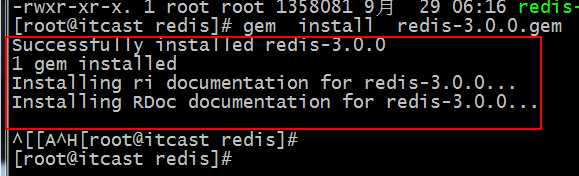 -rwxr-xr-x. 1 root root 1358081 9月  29 06:16 redis-
[root@itcast redis]# gem  install  redis-3.0.0.gem
Successfully installed redis-3.0.0
1 gem installed
Installing ri documentation for redis-3.0.0...
Installing RDoc documentation for redis-3.0.0...
^[[A^H[root@itcast redis]#
[root@itcast redis]#